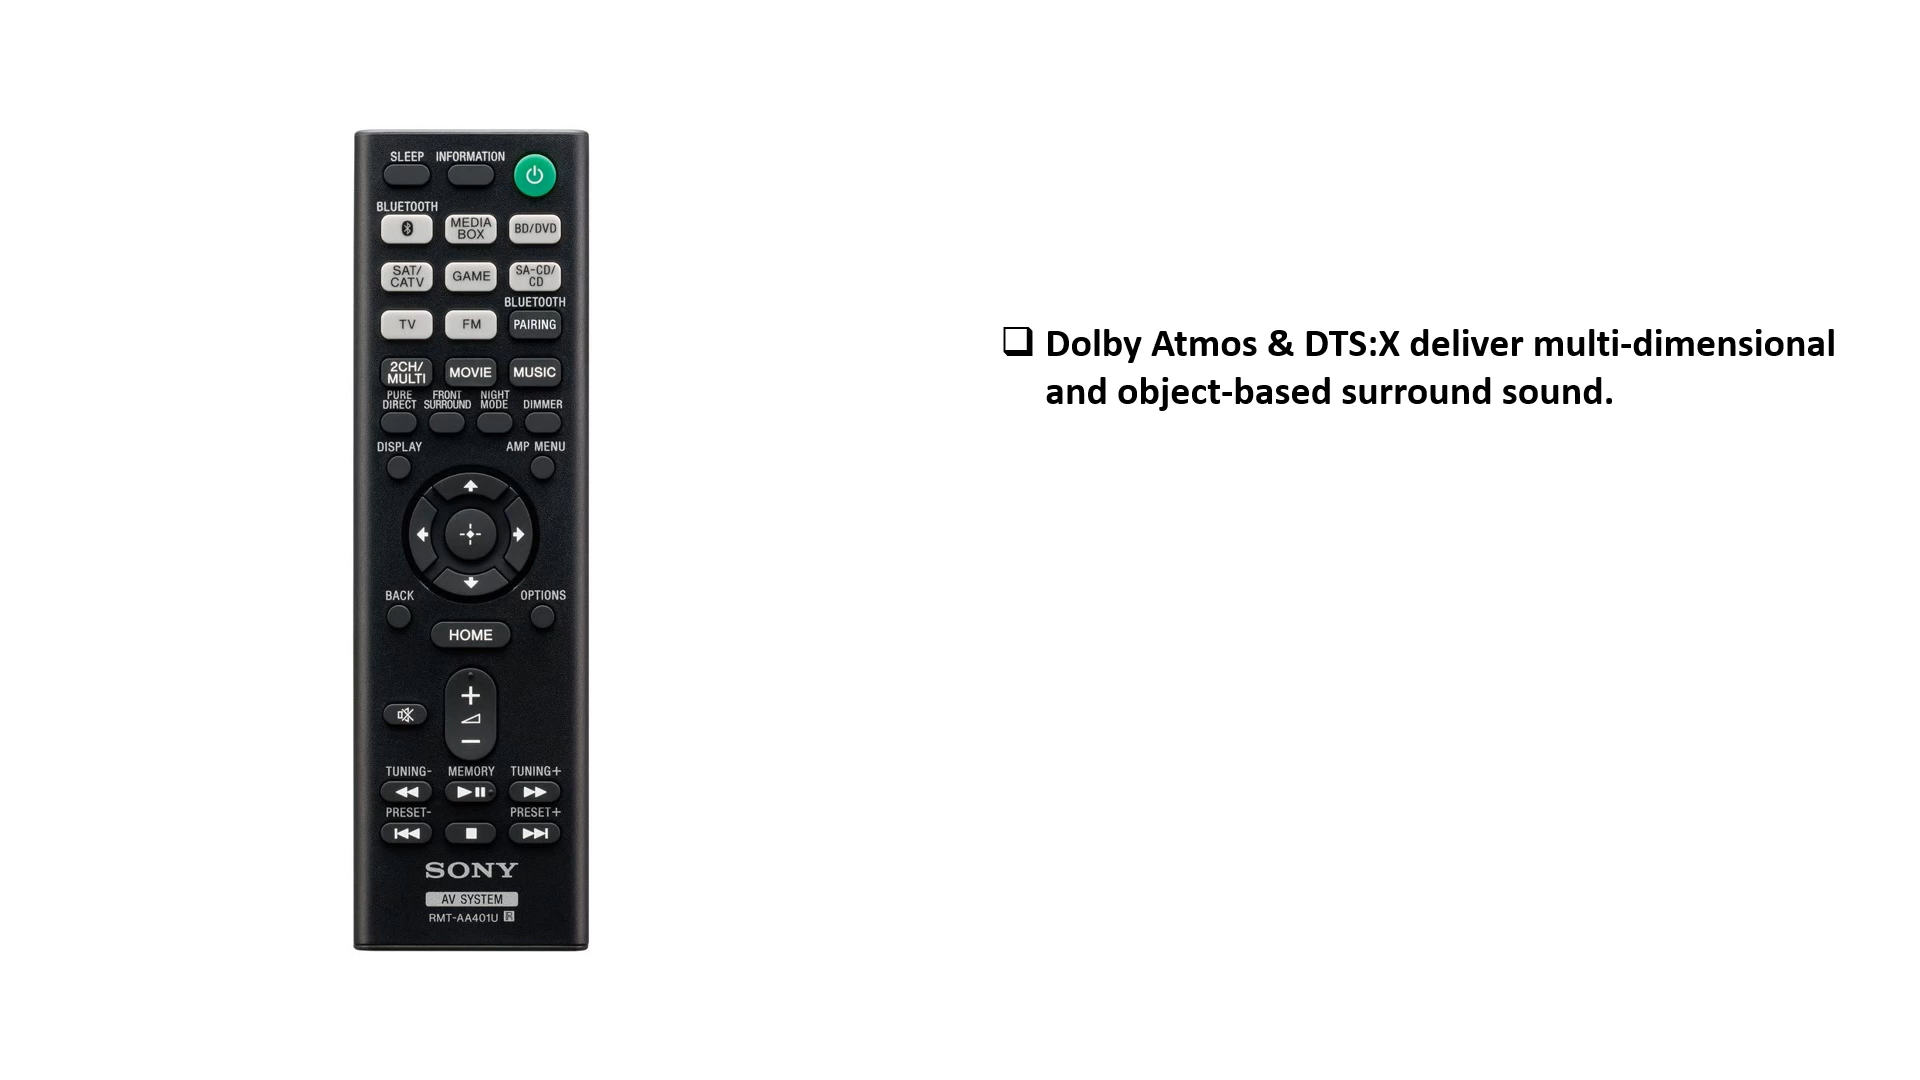 SLEEP INFORMATION
BLUETOOTH
MEDIA
BOX
BD/DVD
SAT/
CATV
GAME
SA-CD/
CD
BLUETOOTH
TV FM PAIRING
2CH/
MULTI
MOVIE MUSIC
PURE
DIRECT
FRONT
SURROUND
NIGHT
MODE
DIMMER
DISPLAY AMP MENU
BACK OPTIONS
HOME
TUNING- MEMORY TUNING+
PRESET- PRESET+
SONY
AV SYSTEM
RMT-AA401U R
Dolby Atmos & DTS:X deliver multi-dimensional
and object-based surround sound.